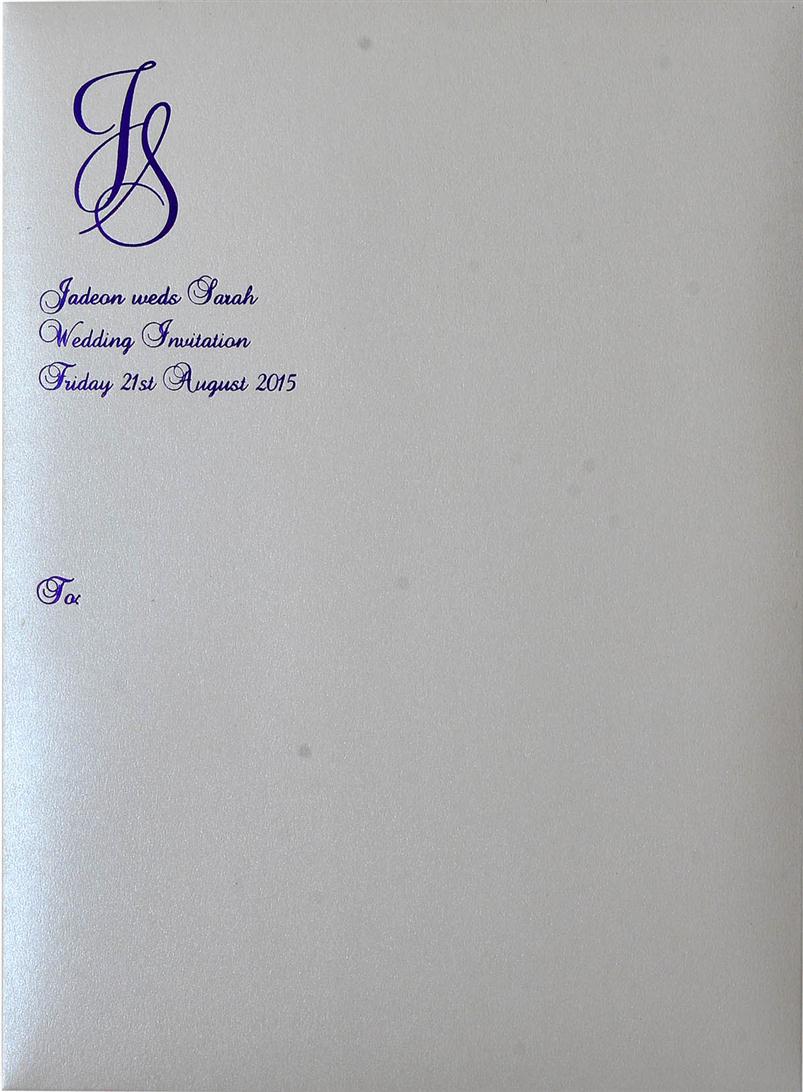 JS
Jadeon weds Sarah
Wedding Invitation
Friday 21st August 2015
To: